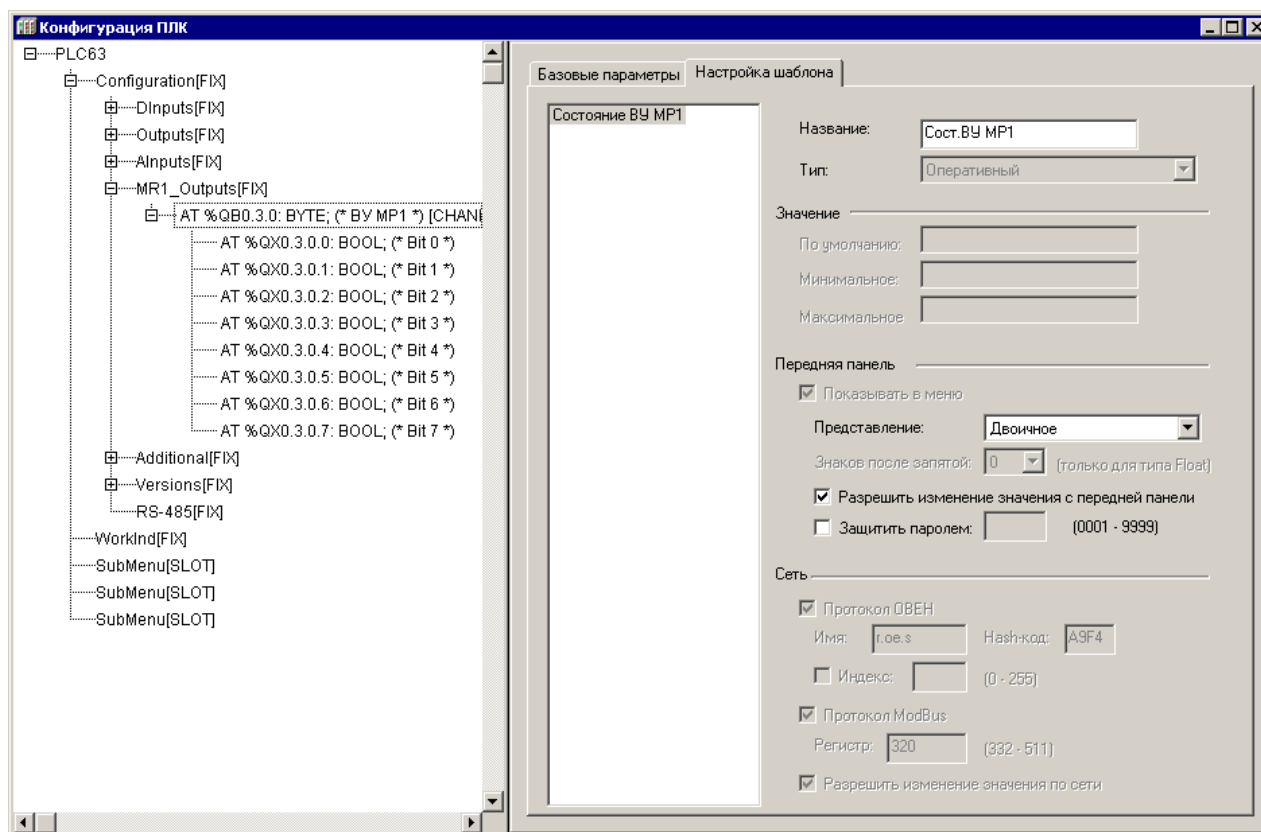 Конфигурация ПЛК
PLC63
Configuration[FIX]
DInputs[FIX]
Outputs[FIX]
AInputs[FIX]
MR1_Outputs[FIX]
AT %QB0.3.0: BYTE; (* ВУ МР1 *) [CHAN
AT %QX0.3.0.0: BOOL; (* Bit 0 *)
AT %QX0.3.0.1: BOOL; (* Bit 1 *)
AT %QX0.3.0.2: BOOL; (* Bit 2 *)
AT %QX0.3.0.3: BOOL; (* Bit 3 *)
AT %QX0.3.0.4: BOOL; (* Bit 4 *)
AT %QX0.3.0.5: BOOL; (* Bit 5 *)
AT %QX0.3.0.6: BOOL; (* Bit 6 *)
AT %QX0.3.0.7: BOOL; (* Bit 7 *)
Additional[FIX]
Versions[FIX]
RS-485[FIX]
WorkInd[FIX]
SubMenu[SLOT]
SubMenu[SLOT]
SubMenu[SLOT]
Базовые параметры Настройка шаблона
Состояние ВУ МР1
Название: Сост.ВУ МР1
Тип: Оперативный
Значение
По умолчанию:
Минимальное:
Максимальное
Передняя панель
Показывать в меню
Представление: Двоичное
Знаков после запятой: 0 (только для типа Float)
Разрешить изменение значения с передней панели
Защитить паролем: (0001 - 9999)
Сеть
Протокол ОВЕН
Имя: r.oe.s Hash-код: A9F4
Индекс: (0 - 255)
Протокол ModBus
Регистр: 320 (332 - 511)
Разрешить изменение значения по сети